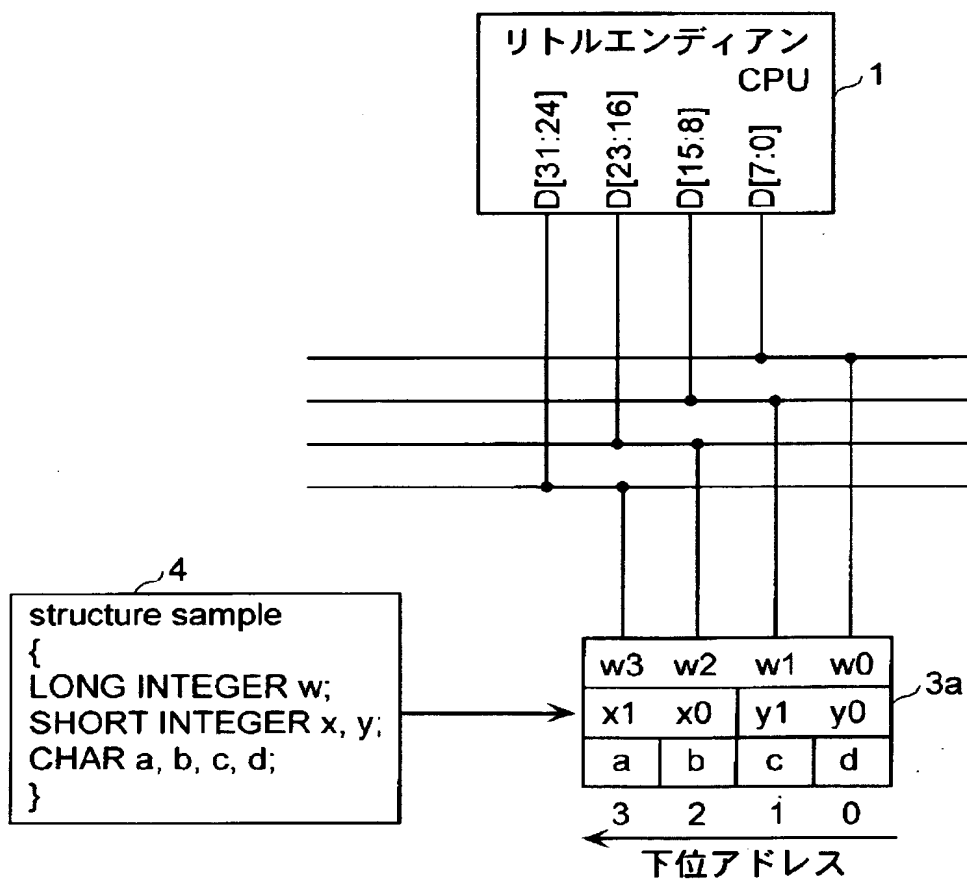 リトルエンディアン
CPU
1
D[31:24]
D[23:16]
D[15:8]
D[7:0]
4
structure sample
{
LONG INTEGER w;
SHORT INTEGER x, y;
CHAR a, b, c, d;
}
w3 w2 w1 w0
3a
x1 x0 y1 y0
a b c d
3 2 1 0
下位アドレス